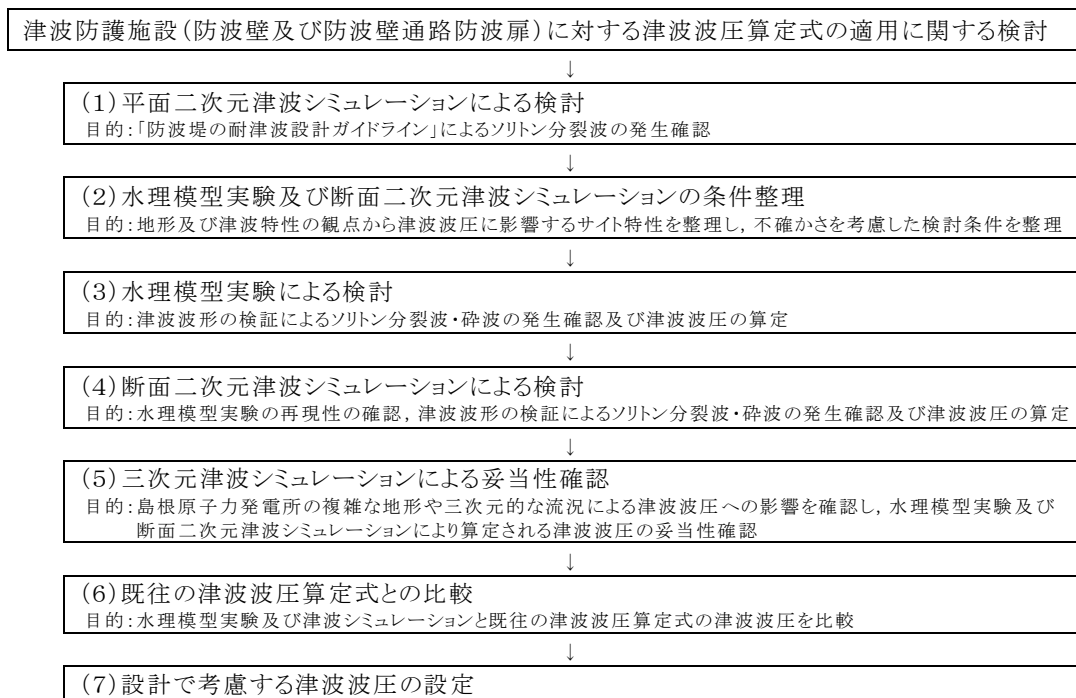 津波防護施設(防波壁及び防波壁通路防波扉)に対する津波波圧算定式の適用に関する検討
↓
(1)平面二次元津波シミュレーションによる検討
目的:「防波堤の耐津波設計ガイドライン」によるソリトン分裂波の発生確認
↓
(2)水理模型実験及び断面二次元津波シミュレーションの条件整理
目的:地形及び津波特性の観点から津波波圧に影響するサイト特性を整理し,不確かさを考慮した検討条件を整理
↓
(3)水理模型実験による検討
目的:津波波形の検証によるソリトン分裂波・砕波の発生確認及び津波波圧の算定
↓
(4)断面二次元津波シミュレーションによる検討
目的:水理模型実験の再現性の確認,津波波形の検証によるソリトン分裂波・砕波の発生確認及び津波波圧の算定
↓
(5)三次元津波シミュレーションによる妥当性確認
目的:島根原子力発電所の複雑な地形や三次元的な流況による津波波圧への影響を確認し,水理模型実験及び
断面二次元津波シミュレーションにより算定される津波波圧の妥当性確認
↓
(6)既往の津波波圧算定式との比較
目的:水理模型実験及び津波シミュレーションと既往の津波波圧算定式の津波波圧を比較
↓
(7)設計で考慮する津波波圧の設定